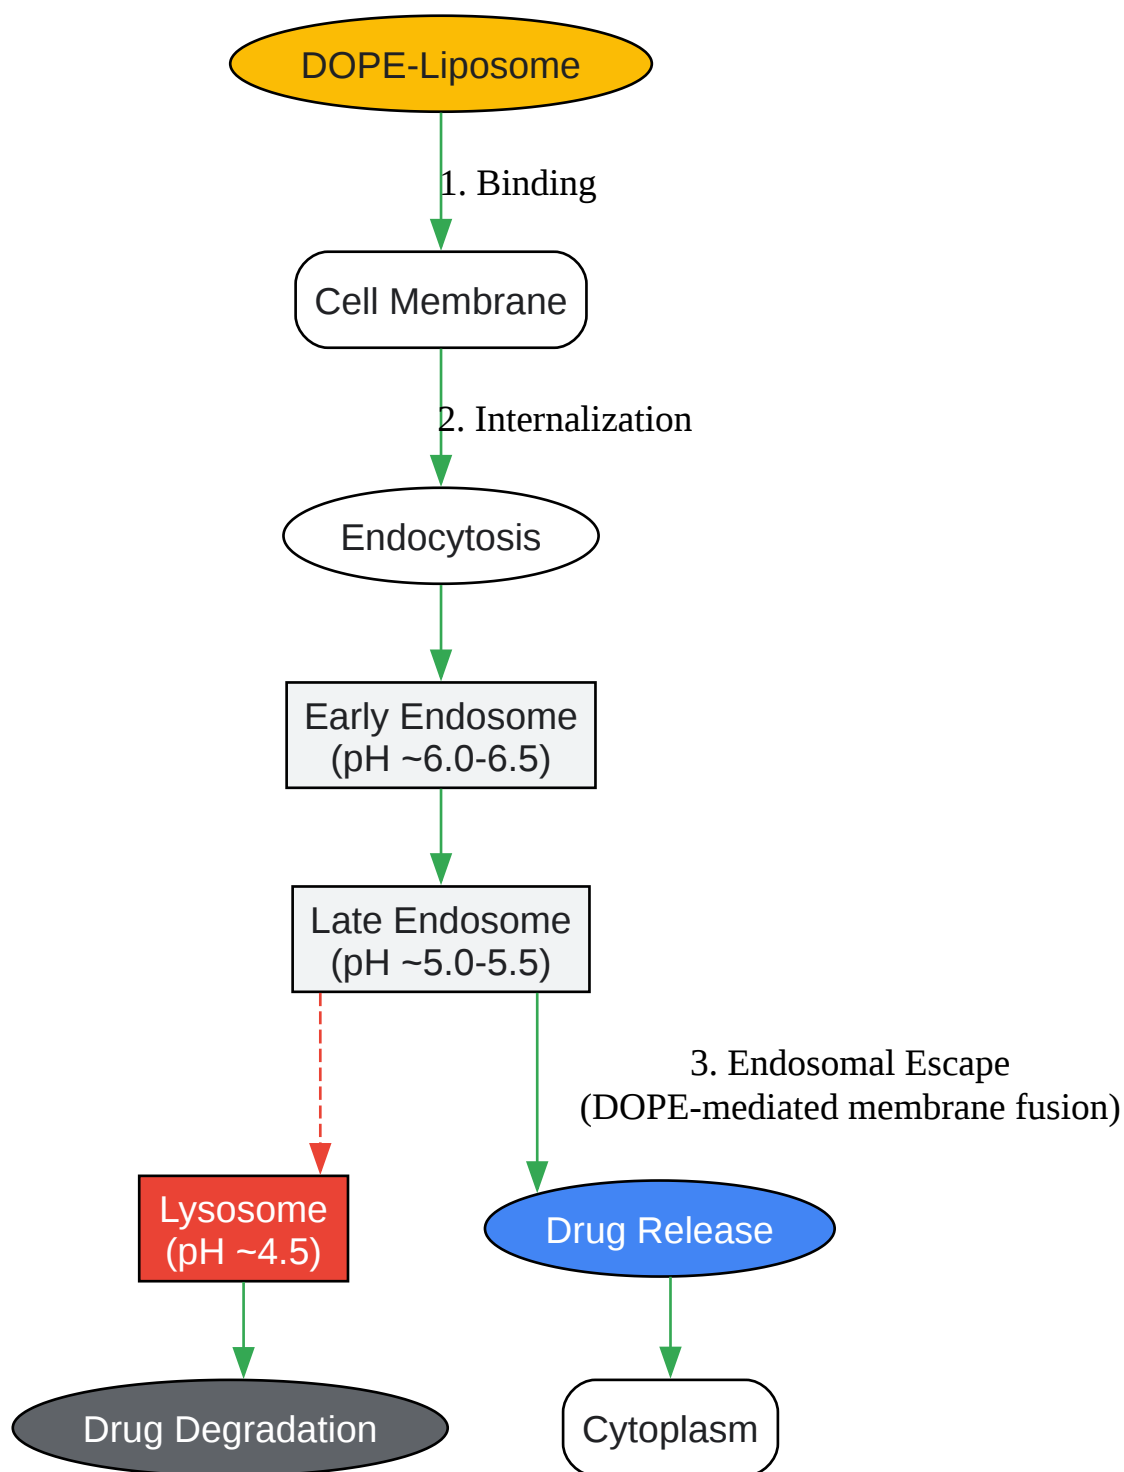 DOPE-Liposome
1. Binding
Cell Membrane
2. Internalization
Endocytosis
Early Endosome
(pH ~6.0-6.5)
Late Endosome
(pH ~5.0-5.5)
3. Endosomal Escape
(DOPE-mediated membrane fusion)
Lysosome
(pH ~4.5)
Drug Release
Drug Degradation
Cytoplasm